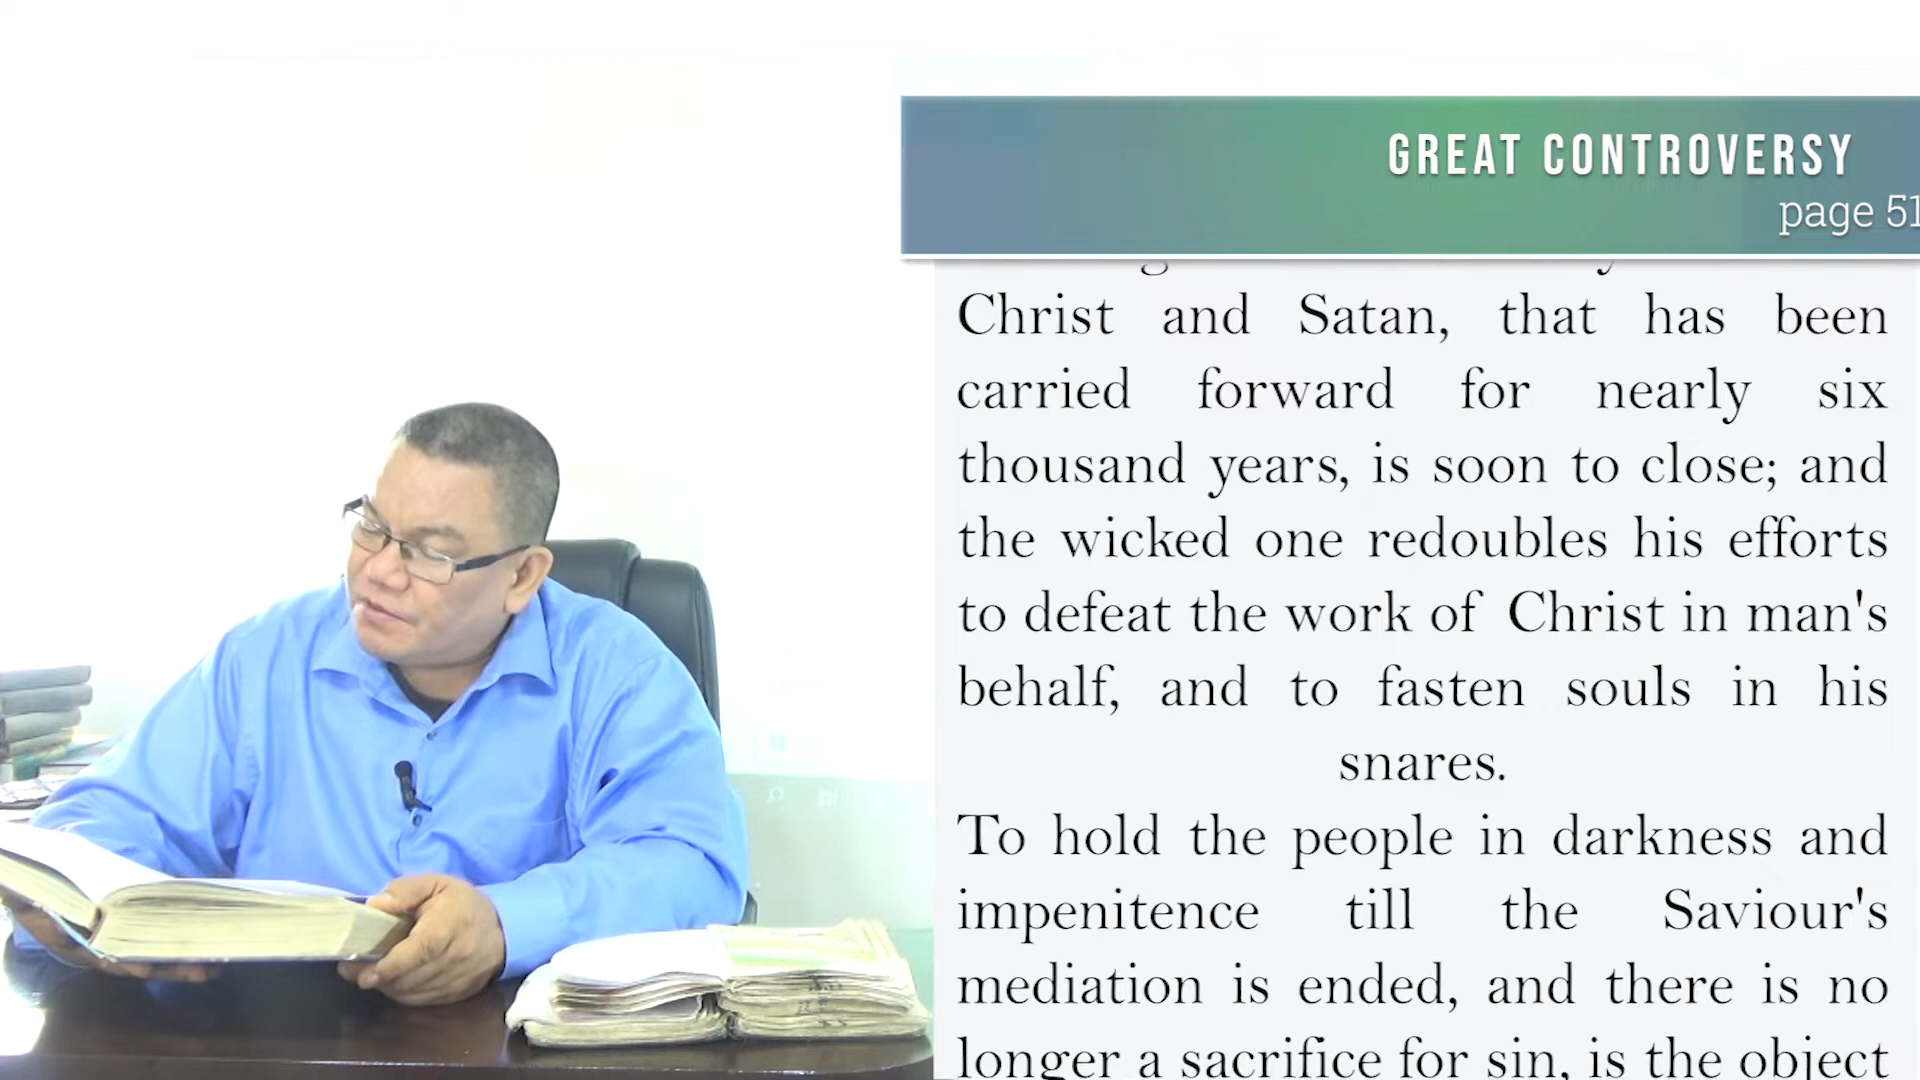 GREAT CONTROVERSY
page 51
Christ and Satan, that has been
carried forward for nearly six
thousand years, is soon to close; and
the wicked one redoubles his efforts
to defeat the work of Christ in man's
behalf, and to fasten souls in his
snares.
To hold the people in darkness and
impenitence till the Saviour's
mediation is ended, and there is no
longer a sacrifice for sin, is the object